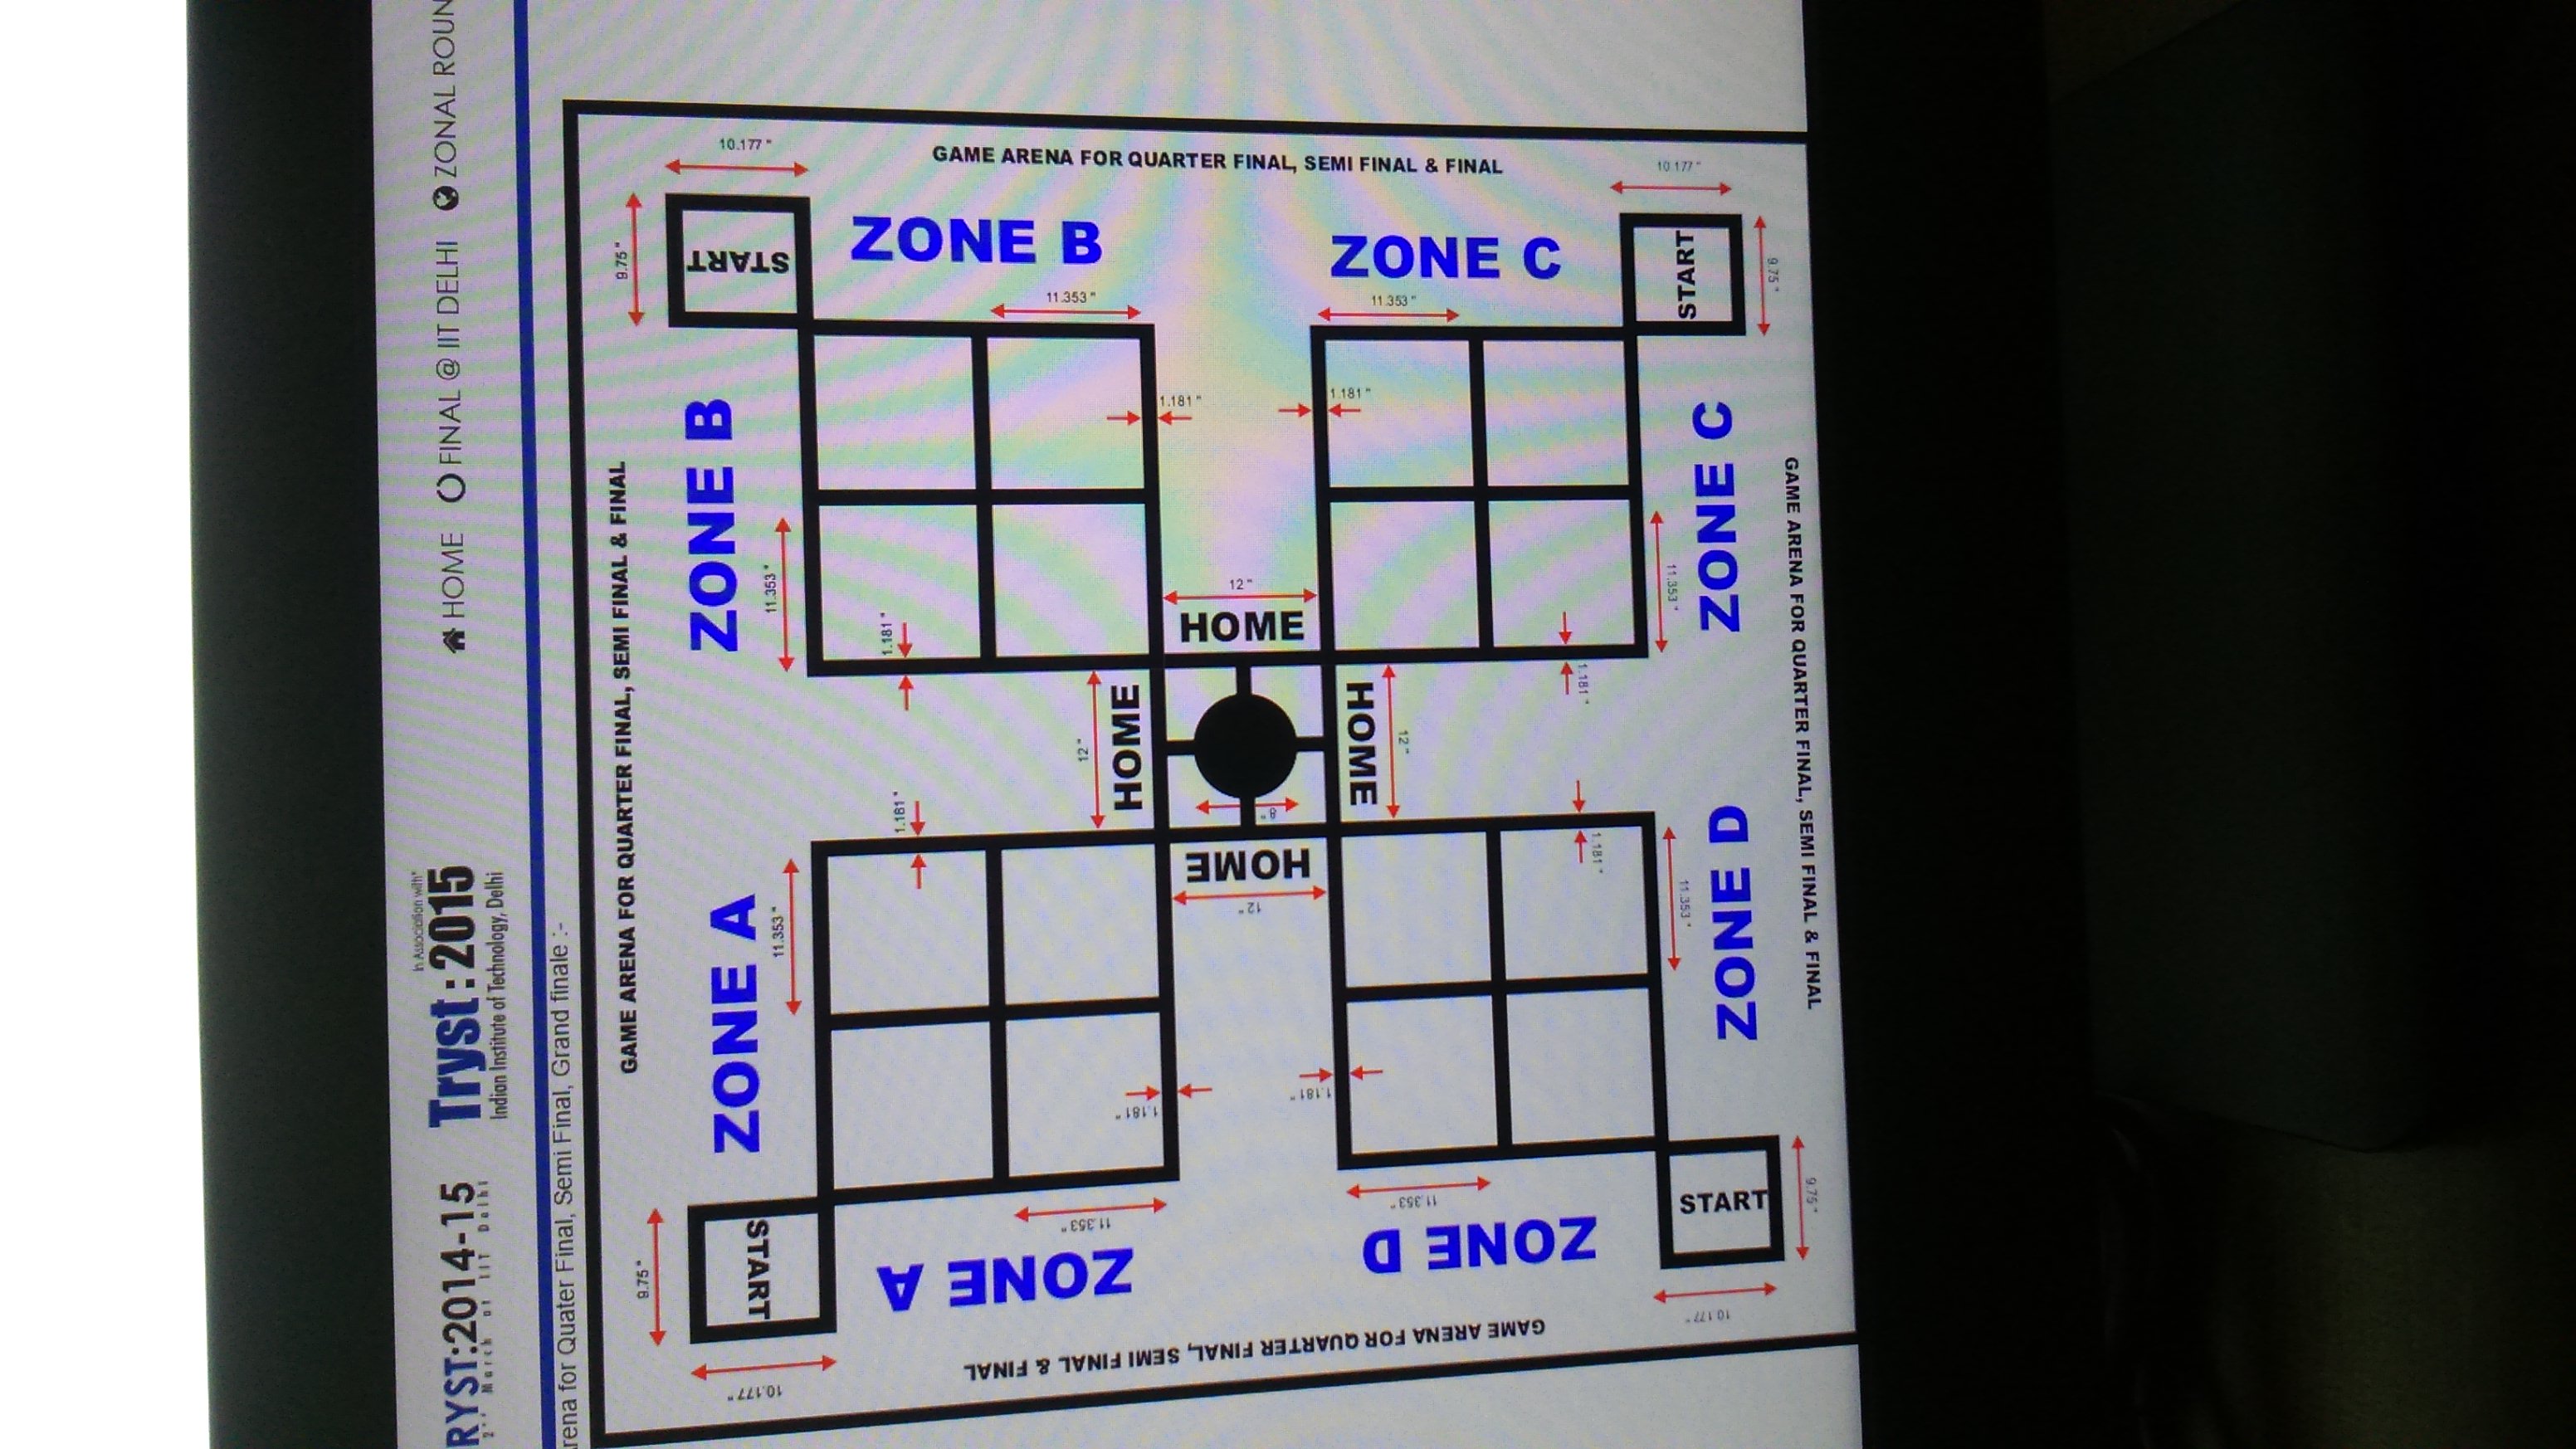 In Association with*
RYST:2014-15
Tryst : 2015
2nd March at IIT Delhi
Indian Institute of Technology, Delhi
HOME
FINAL @ IIT DELHI
ZONAL ROUN
rena for Quater Final, Semi Final, Grand finale :-
GAME ARENA FOR QUARTER FINAL, SEMI FINAL & FINAL
9.75 "
9.75 "
10.177 "
START
ZONE A
ZONE B
START
10.177 "
11.353 "
11.353 "
ZONE A
1.181 "
1.181 "
ZONE B
GAME ARENA FOR QUARTER FINAL, SEMI FINAL & FINAL
GAME ARENA FOR QUARTER FINAL, SEMI FINAL & FINAL
11.353 "
11.353 "
12 "
HOME
1.181 "
1.181 "
HOME
12 "
8 "
HOME
12 "
1.181 "
1.181 "
HOME
12 "
ZONE D
11.353 "
11.353 "
ZONE C
1.181 "
1.181 "
11.353 "
11.353 "
10.177 "
START
ZONE D
ZONE C
START
10.177 "
9.75 "
9.75 "
GAME ARENA FOR QUARTER FINAL, SEMI FINAL & FINAL